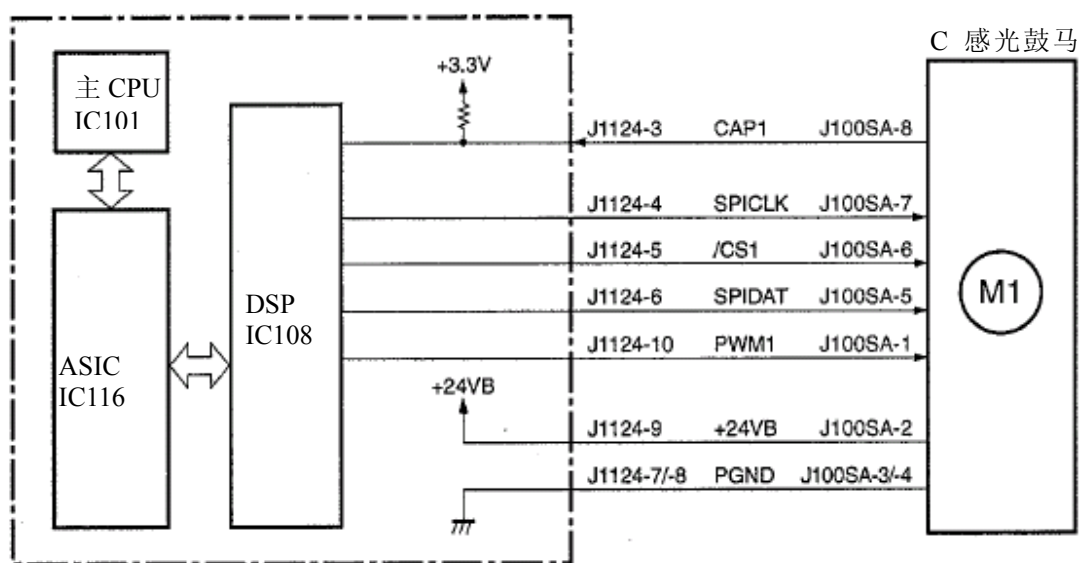 C 感光鼓马
主 CPU
IC101
+3.3V
J1124-3 CAP1 J100SA-8
J1124-4 SPICLK J100SA-7
J1124-5 /CS1 J100SA-6
J1124-6 SPIDAT J100SA-5
J1124-10 PWM1 J100SA-1
DSP
IC108
M1
ASIC
IC116
+24VB
J1124-9 +24VB J100SA-2
J1124-7/-8 PGND J100SA-3/-4